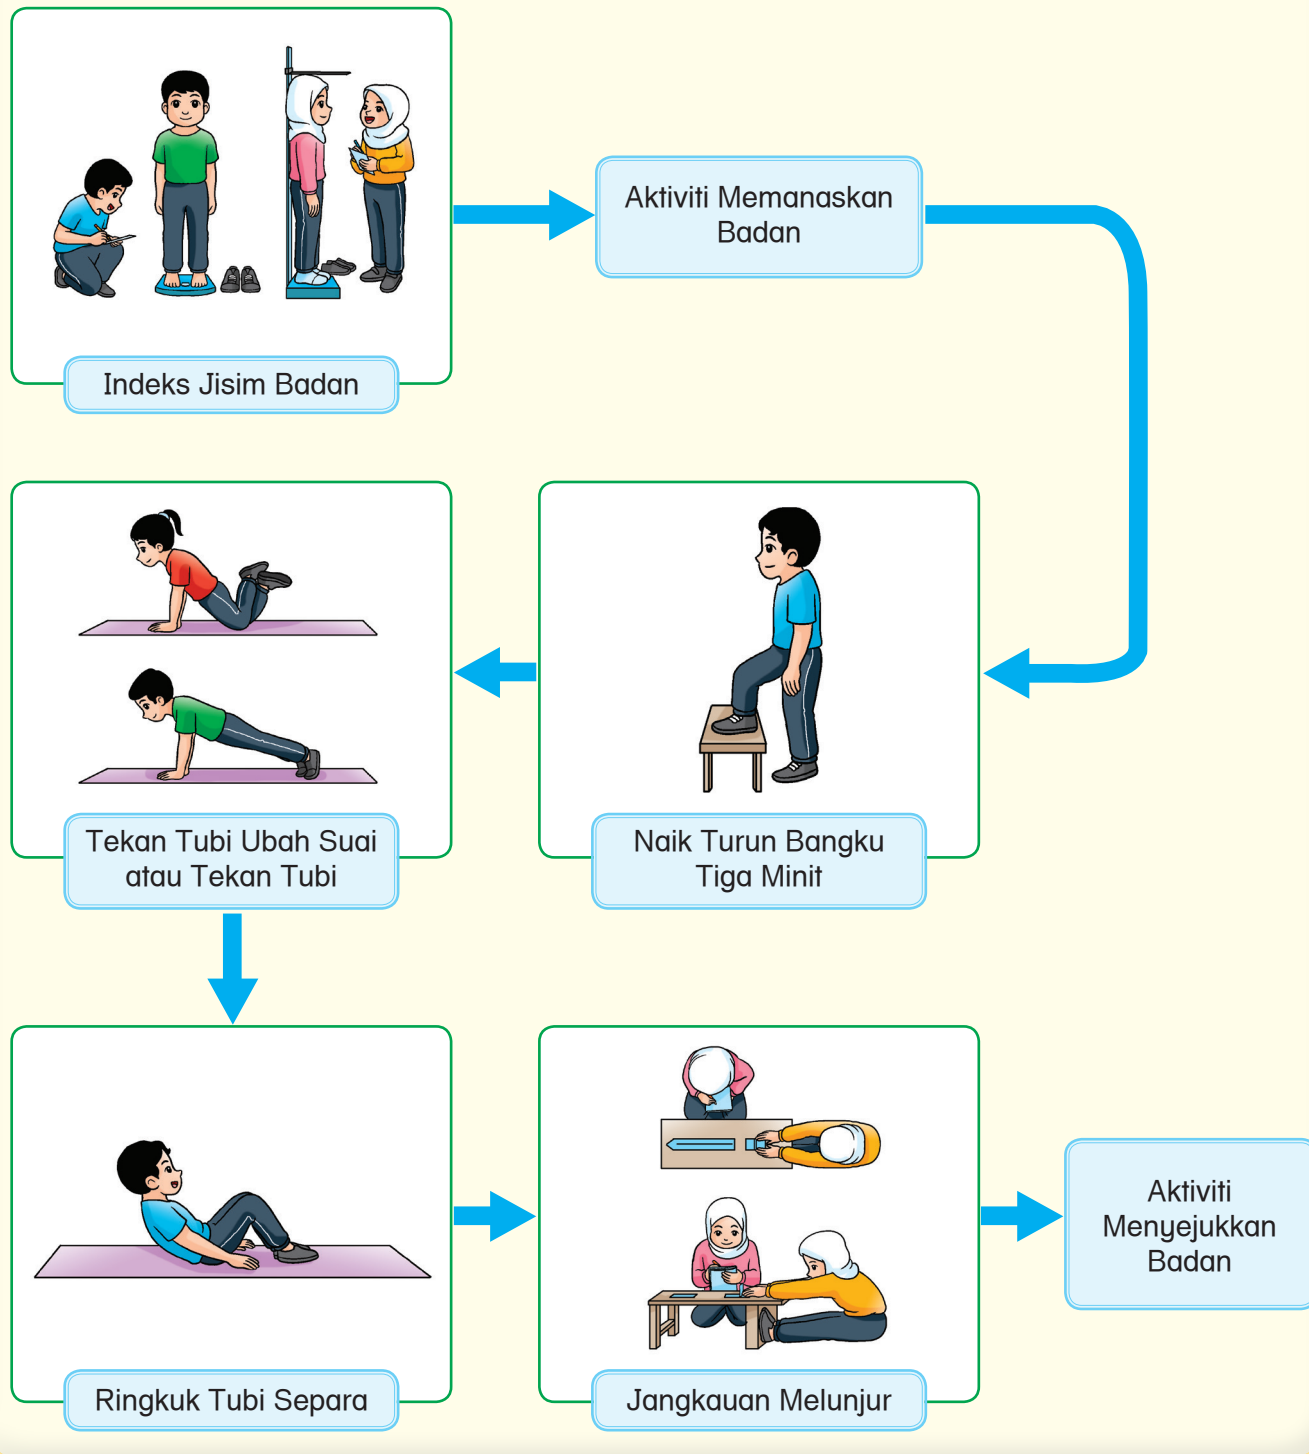 Indeks Jisim Badan
Aktiviti Memanaskan
Badan
Naik Turun Bangku
Tiga Minit
Tekan Tubi Ubah Suai
atau Tekan Tubi
Ringkuk Tubi Separa
Jangkauan Melunjur
Aktiviti
Menyejukkan
Badan